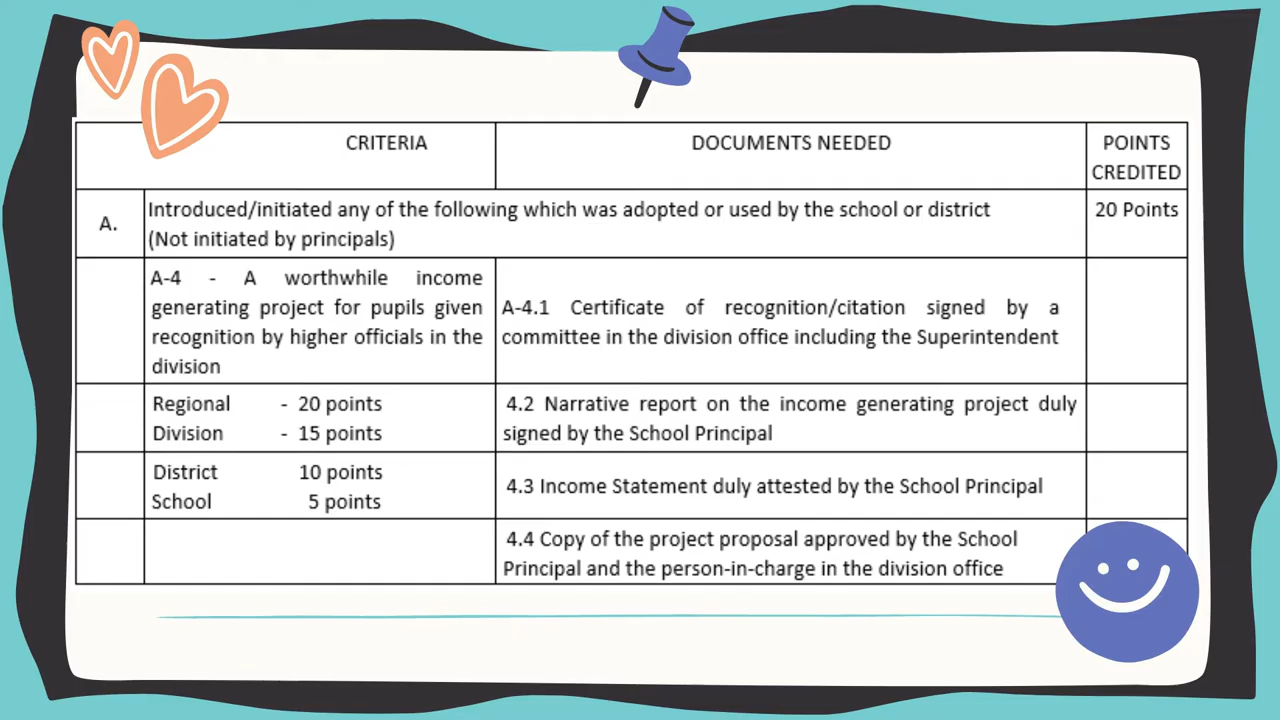 CRITERIA DOCUMENTS NEEDED POINTS
CREDITED
A. Introduced/initiated any of the following which was adopted or used by the school or district 20 Points
(Not initiated by principals)
A-4 - A worthwhile income
generating project for pupils given
recognition by higher officials in the
division
A-4.1 Certificate of recognition/citation signed by a
committee in the division office including the Superintendent
Regional - 20 points
Division - 15 points
4.2 Narrative report on the income generating project duly
signed by the School Principal
District 10 points
School 5 points
4.3 Income Statement duly attested by the School Principal
4.4 Copy of the project proposal approved by the School
Principal and the person-in-charge in the division office